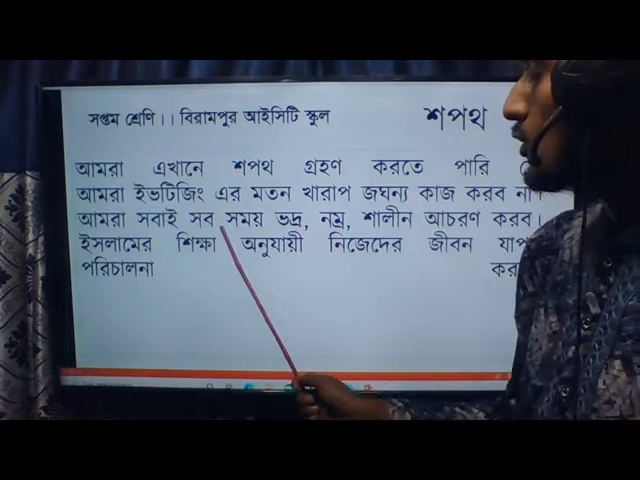 সপ্তম শ্রেণি ।। বিরামপুর আইসিটি স্কুল
শপথ
আমরা এখানে শপথ গ্রহণ করতে পারি
আমরা ইভটিজিং এর মতন খারাপ জঘন্য কাজ করব না।
আমরা সবাই সব সময় ভদ্র, নম্র, শালীন আচরণ করব।
ইসলামের শিক্ষা অনুযায়ী নিজেদের জীবন
পরিচালনা